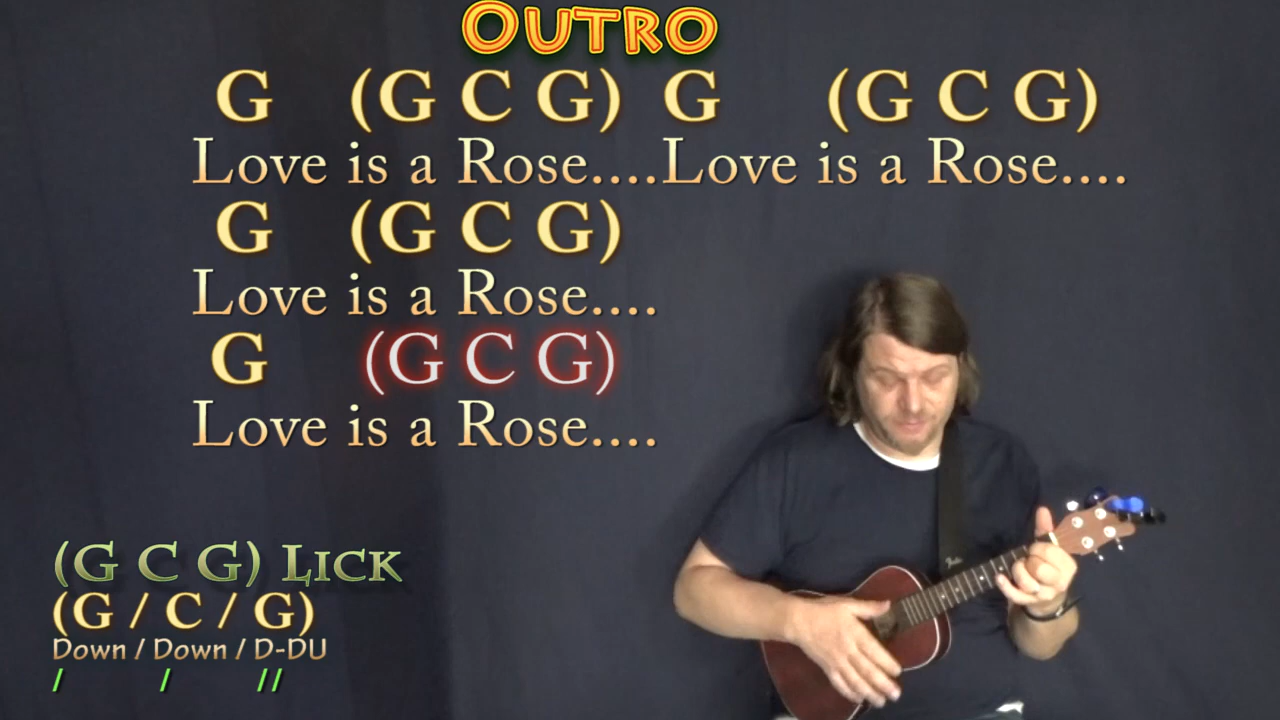 OUTRO
G (G C G) G (G C G)
Love is a Rose....Love is a Rose....
G (G C G)
Love is a Rose....
G (G C G)
Love is a Rose....
(G C G) LICK
(G / C / G)
Down / Down / D-DU
/ / //